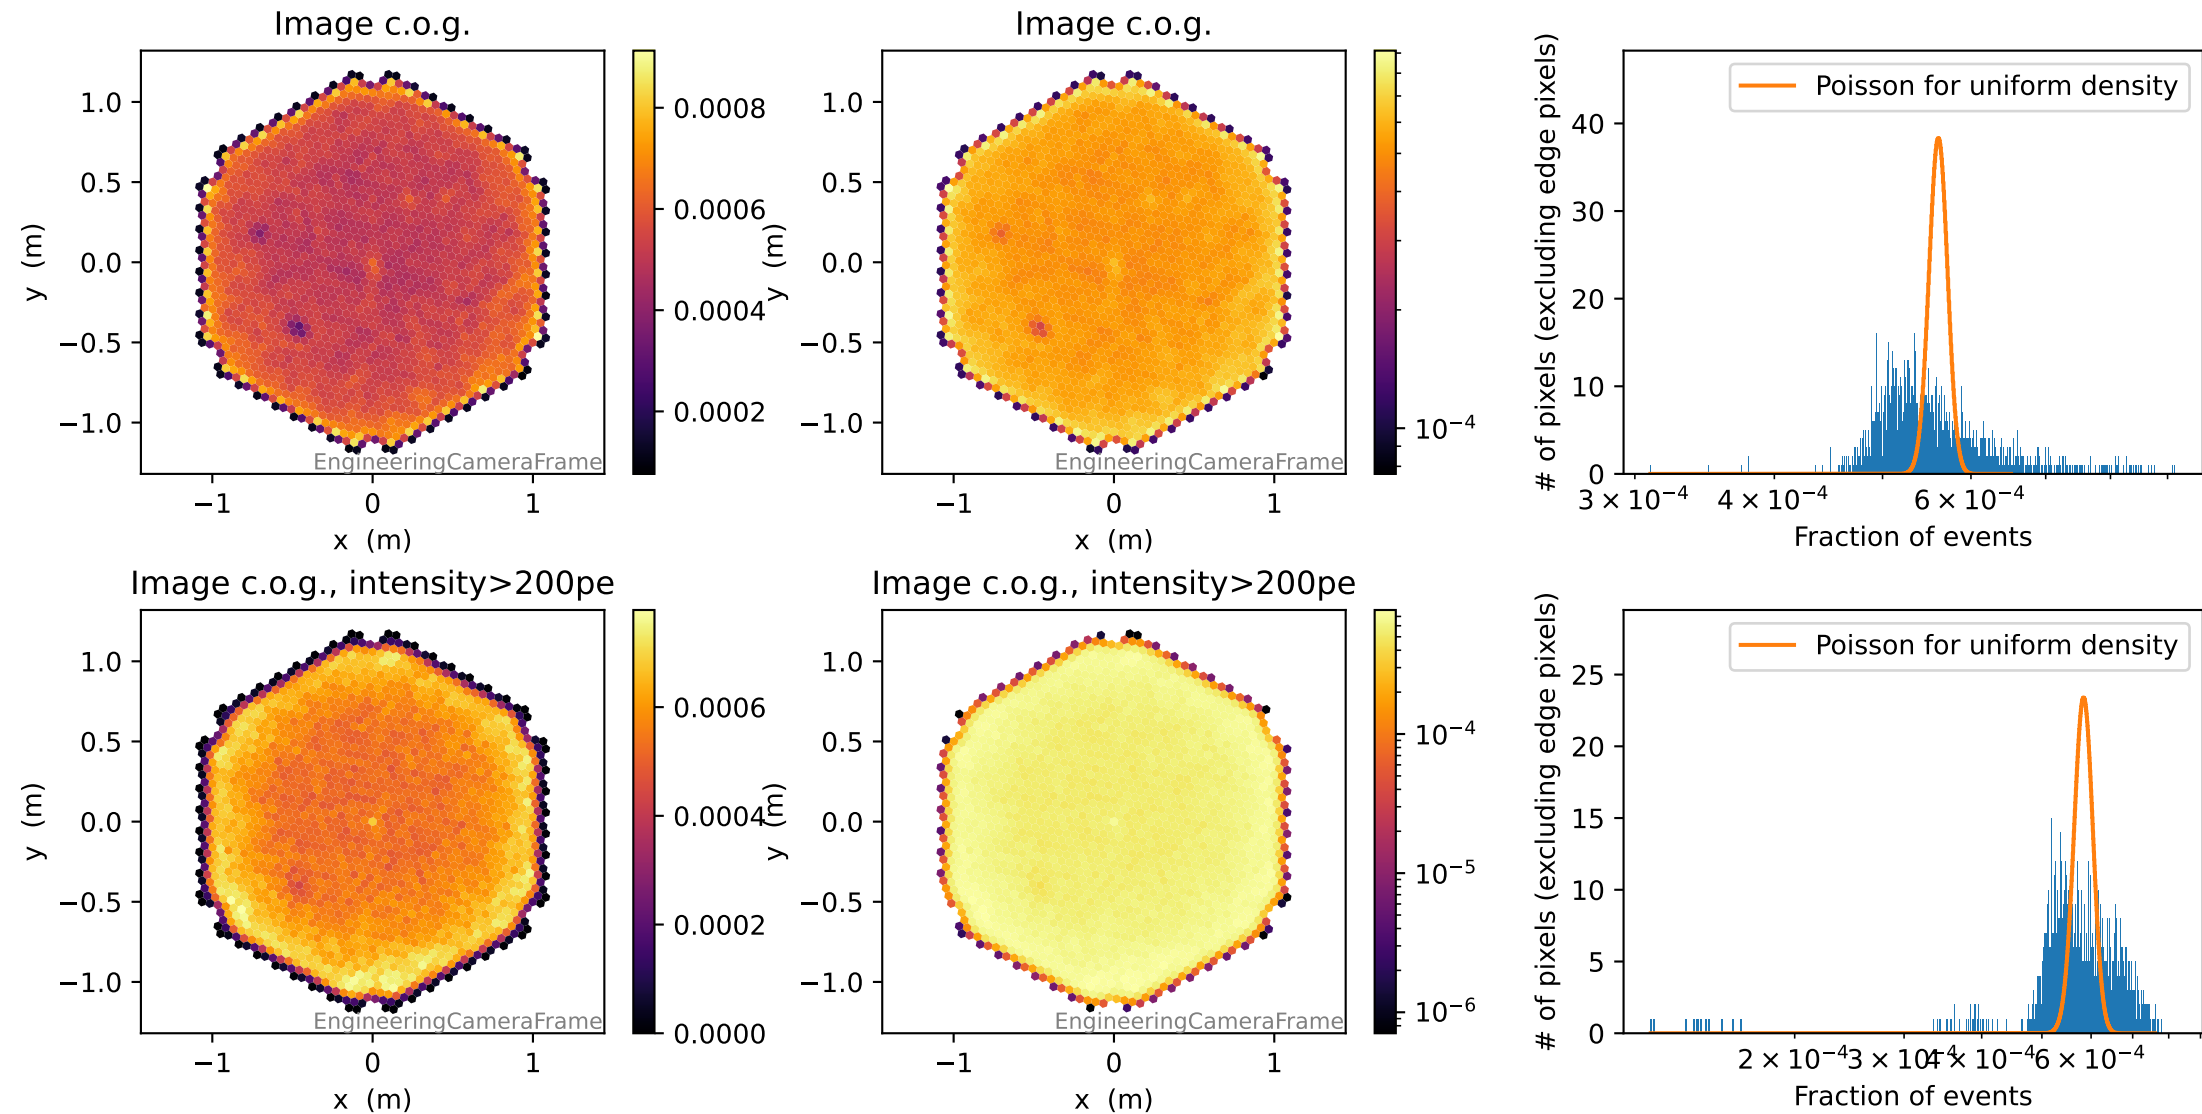 Image c.o.g.
1.0
0.5
0.0
−0.5
−1.0
y (m)
−1
0
1
x (m)
EngineeringCameraFrame
0.0008
0.0006
0.0004
0.0002
Image c.o.g.
1.0
0.5
0.0
−0.5
−1.0
y (m)
−1
0
1
x (m)
EngineeringCameraFrame
10⁻⁴
# of pixels (excluding edge pixels)
40
30
20
10
0
Poisson for uniform density
3 × 10⁻⁴
4 × 10⁻⁴
6 × 10⁻⁴
Fraction of events
Image c.o.g., intensity>200pe
1.0
0.5
0.0
−0.5
−1.0
y (m)
−1
0
1
x (m)
EngineeringCameraFrame
0.0006
0.0004
0.0002
0.0000
Image c.o.g., intensity>200pe
1.0
0.5
0.0
−0.5
−1.0
y (m)
−1
0
1
x (m)
EngineeringCameraFrame
10⁻⁴
10⁻⁵
10⁻⁶
# of pixels (excluding edge pixels)
25
20
15
10
5
0
Poisson for uniform density
2 × 10⁻⁴
3 × 10⁻⁴
4 × 10⁻⁴
6 × 10⁻⁴
Fraction of events